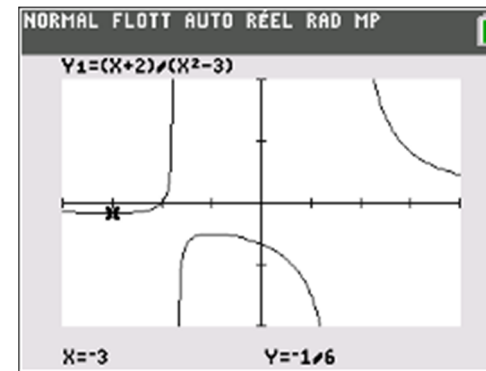 NORMAL FLOTT AUTO RÉEL RAD MP
Y₁=(X+2)/(X²-3)
X=⁻3 Y=⁻1/6